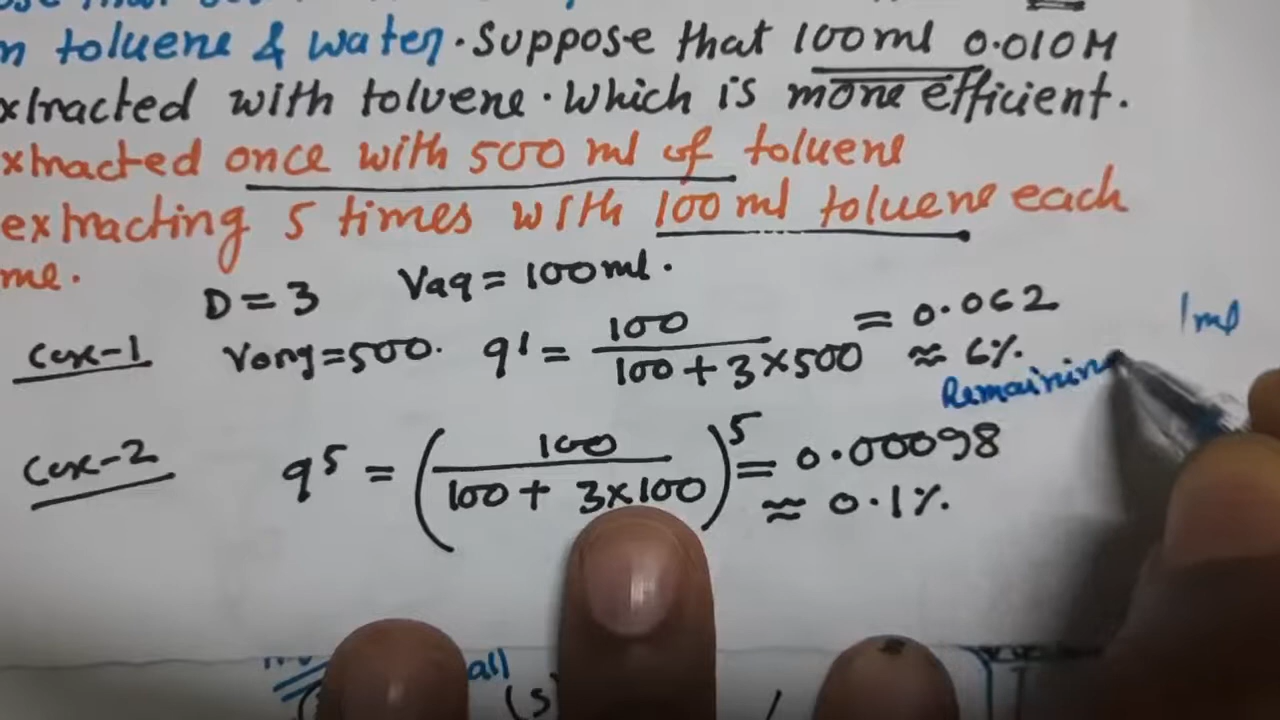 n toluene & water. Suppose that 100ml 0.010M
xtracted with toluene. Which is more efficient.
xtracted once with 500 ml of toluene
extracting 5 times with 100 ml toluene each
me.
D = 3 Vaq = 100ml.
Case-1 Vorg = 500. q¹ = 100 / (100 + 3×500) = 0.062
≈ 6%.
Remaining
1ml
Case-2 q⁵ = (100 / (100 + 3×100))⁵ = 0.00098
≈ 0.1%.
all
(s